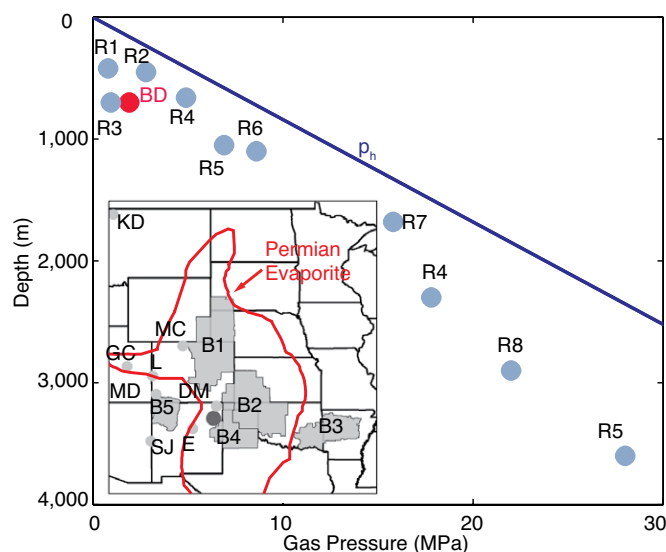 0
R1
R2
BD
R3
R4
1,000
R6
R5
p_h
Depth (m)
KD
R7
2,000
Permian
Evaporite
R4
MC
GC
L
B1
R8
3,000
MD
DM
B5
B2
B3
SJ
E
B4
R5
4,000
0
10
20
30
Gas Pressure (MPa)